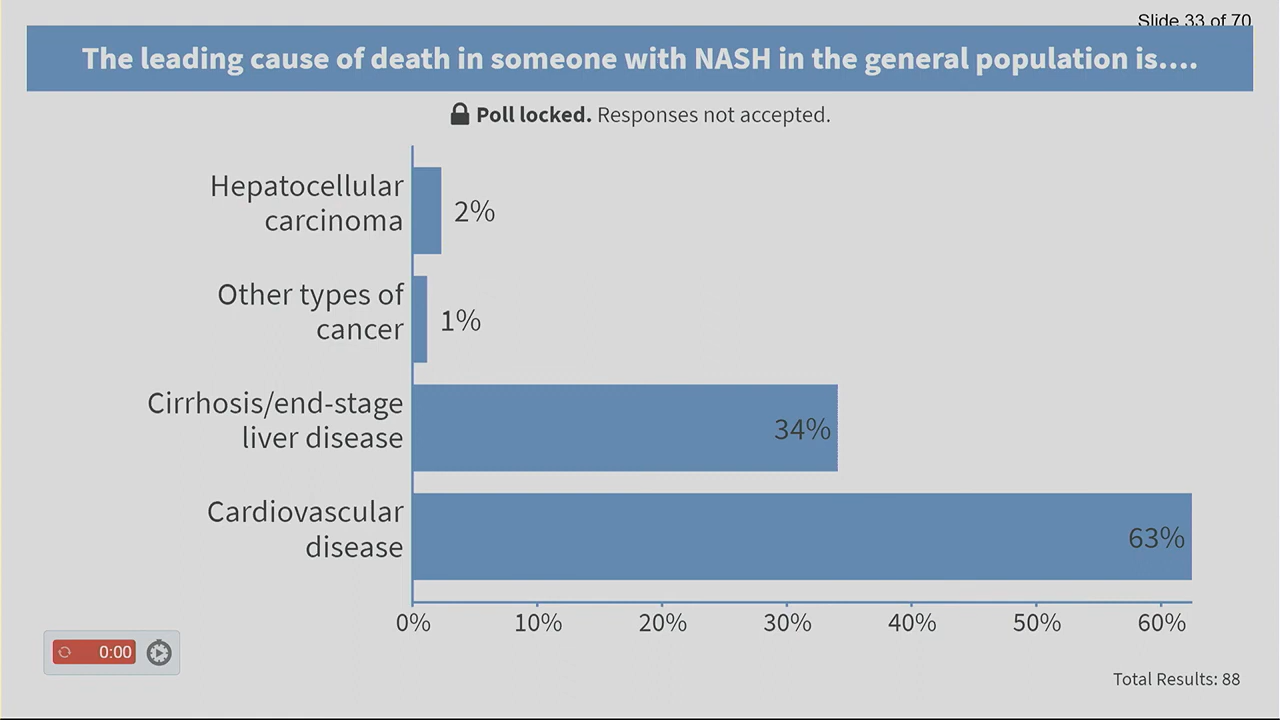 Slide 33 of 70
The leading cause of death in someone with NASH in the general population is....
Poll locked. Responses not accepted.
Hepatocellular
carcinoma
2%
Other types of
cancer
1%
Cirrhosis/end-stage
liver disease
34%
Cardiovascular
disease
63%
0% 10% 20% 30% 40% 50% 60%
0:00
Total Results: 88